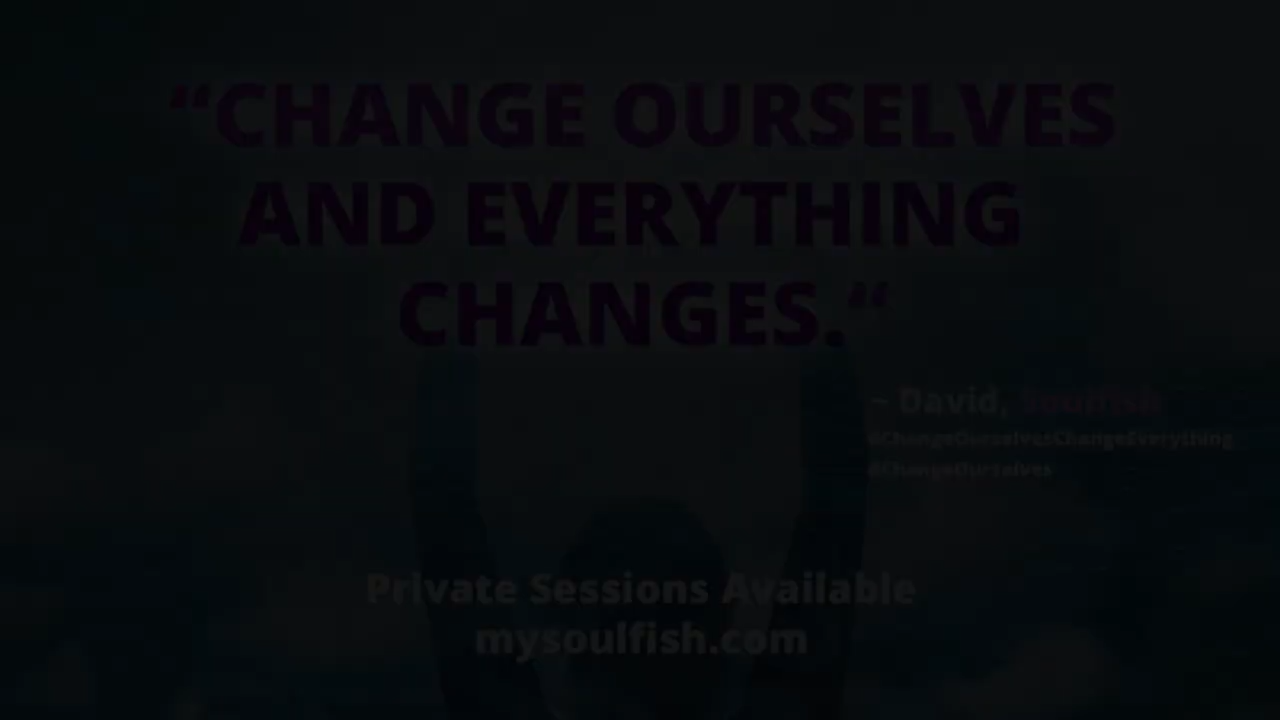 “CHANGE OURSELVES
AND EVERYTHING
CHANGES.“
~ David, Soulfish
#ChangeOurselvesChangeEverything
#ChangeOurselves
Private Sessions Available
mysoulfish.com